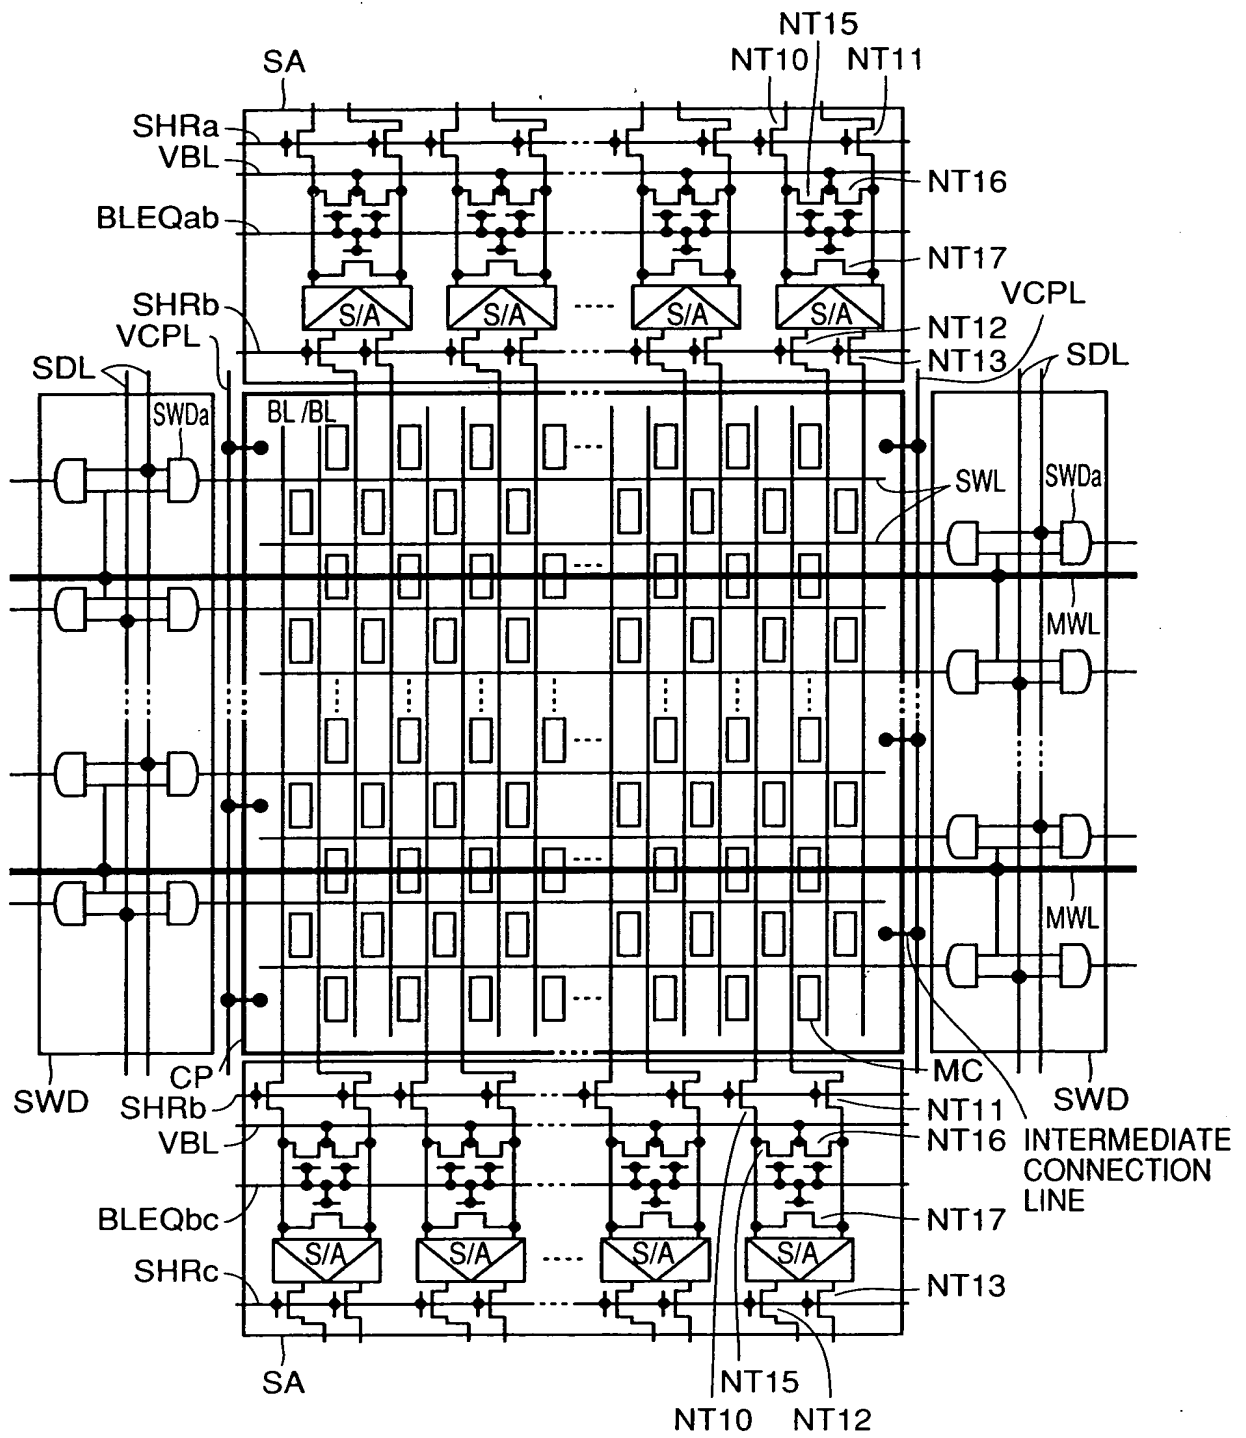 NT15
SA
NT10
NT11
SHRa
VBL
NT16
BLEQab
NT17
SHRb
VCPL
S/A
S/A
S/A
S/A
VCPL
NT12
NT13
SDL
SDL
SWDa
BL /BL
SWL
SWDa
MWL
MWL
CP
MC
SWD
SWD
SHRb
NT11
VBL
NT16
INTERMEDIATE
CONNECTION
LINE
BLEQbc
NT17
S/A
S/A
S/A
S/A
SHRc
NT13
SA
NT15
NT10
NT12